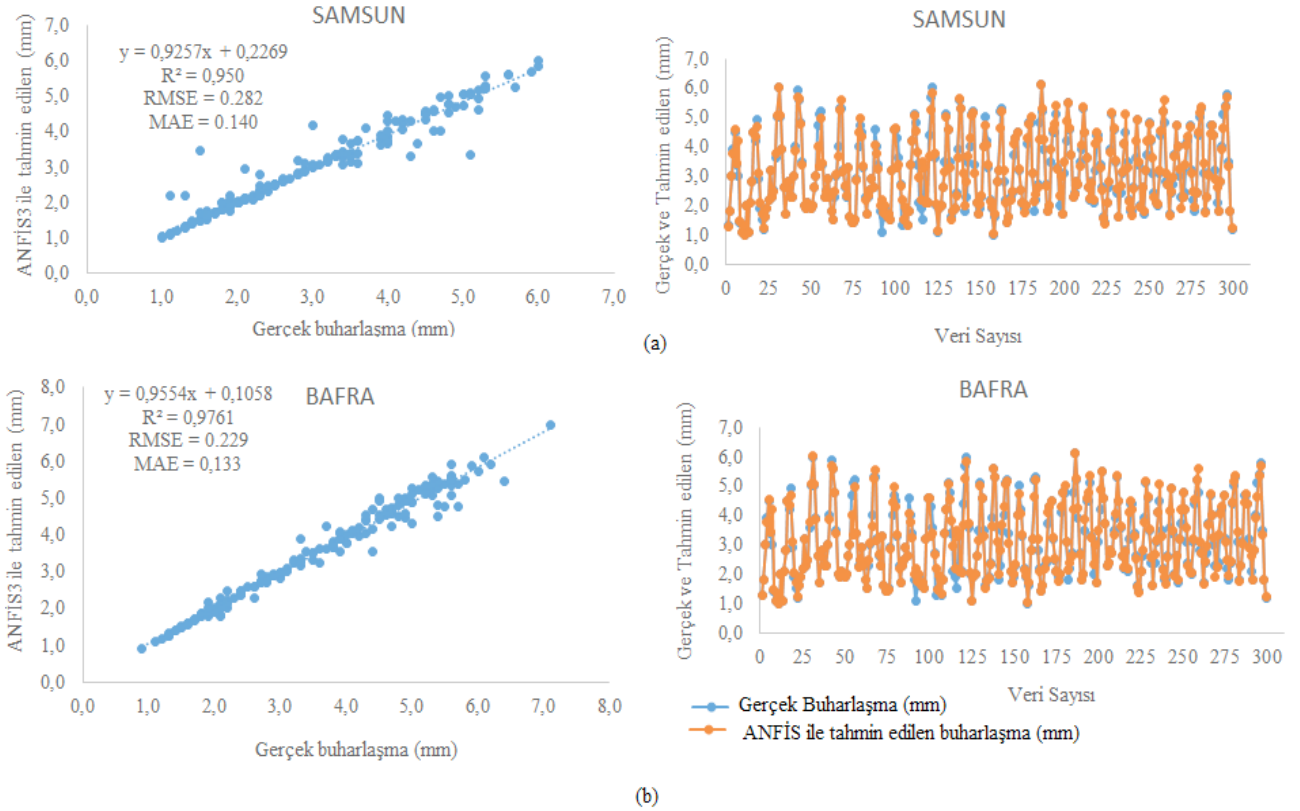 SAMSUN
ANFİS3 ile tahmin edilen (mm)
y = 0,9257x + 0,2269
R² = 0,950
RMSE = 0.282
MAE = 0.140
7,0
6,0
5,0
4,0
3,0
2,0
1,0
0,0
0,0 1,0 2,0 3,0 4,0 5,0 6,0 7,0
Gerçek buharlaşma (mm)
SAMSUN
Gerçek ve Tahmin edilen (mm)
7,0
6,0
5,0
4,0
3,0
2,0
1,0
0,0
0 25 50 75 100 125 150 175 200 225 250 275 300
Veri Sayısı
(a)
BAFRA
ANFİS3 ile tahmin edilen (mm)
y = 0,9554x + 0,1058
R² = 0,9761
RMSE = 0.229
MAE = 0,133
8,0
7,0
6,0
5,0
4,0
3,0
2,0
1,0
0,0
0,0 1,0 2,0 3,0 4,0 5,0 6,0 7,0 8,0
Gerçek buharlaşma (mm)
BAFRA
Gerçek ve Tahmin edilen (mm)
7,0
6,0
5,0
4,0
3,0
2,0
1,0
0,0
0 25 50 75 100 125 150 175 200 225 250 275 300
Veri Sayısı
Gerçek Buharlaşma (mm)
ANFİS ile tahmin edilen buharlaşma (mm)
(b)